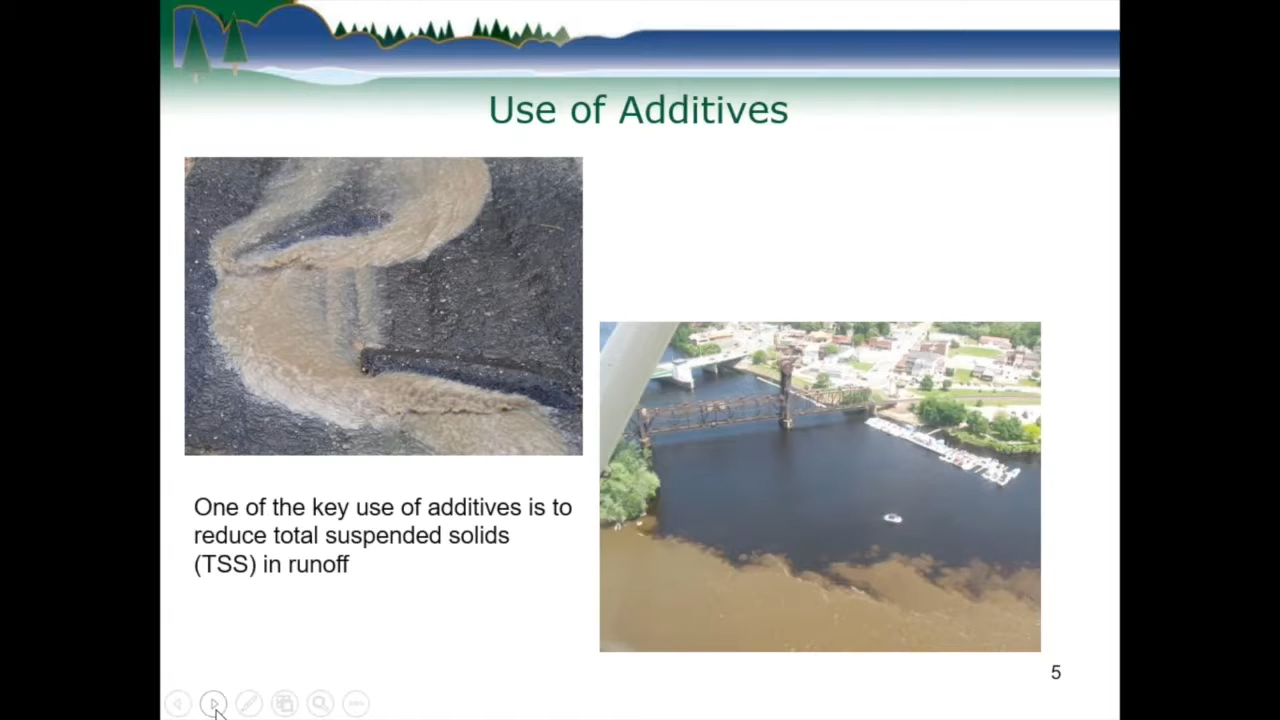 Use of Additives
One of the key use of additives is to
reduce total suspended solids
(TSS) in runoff
5